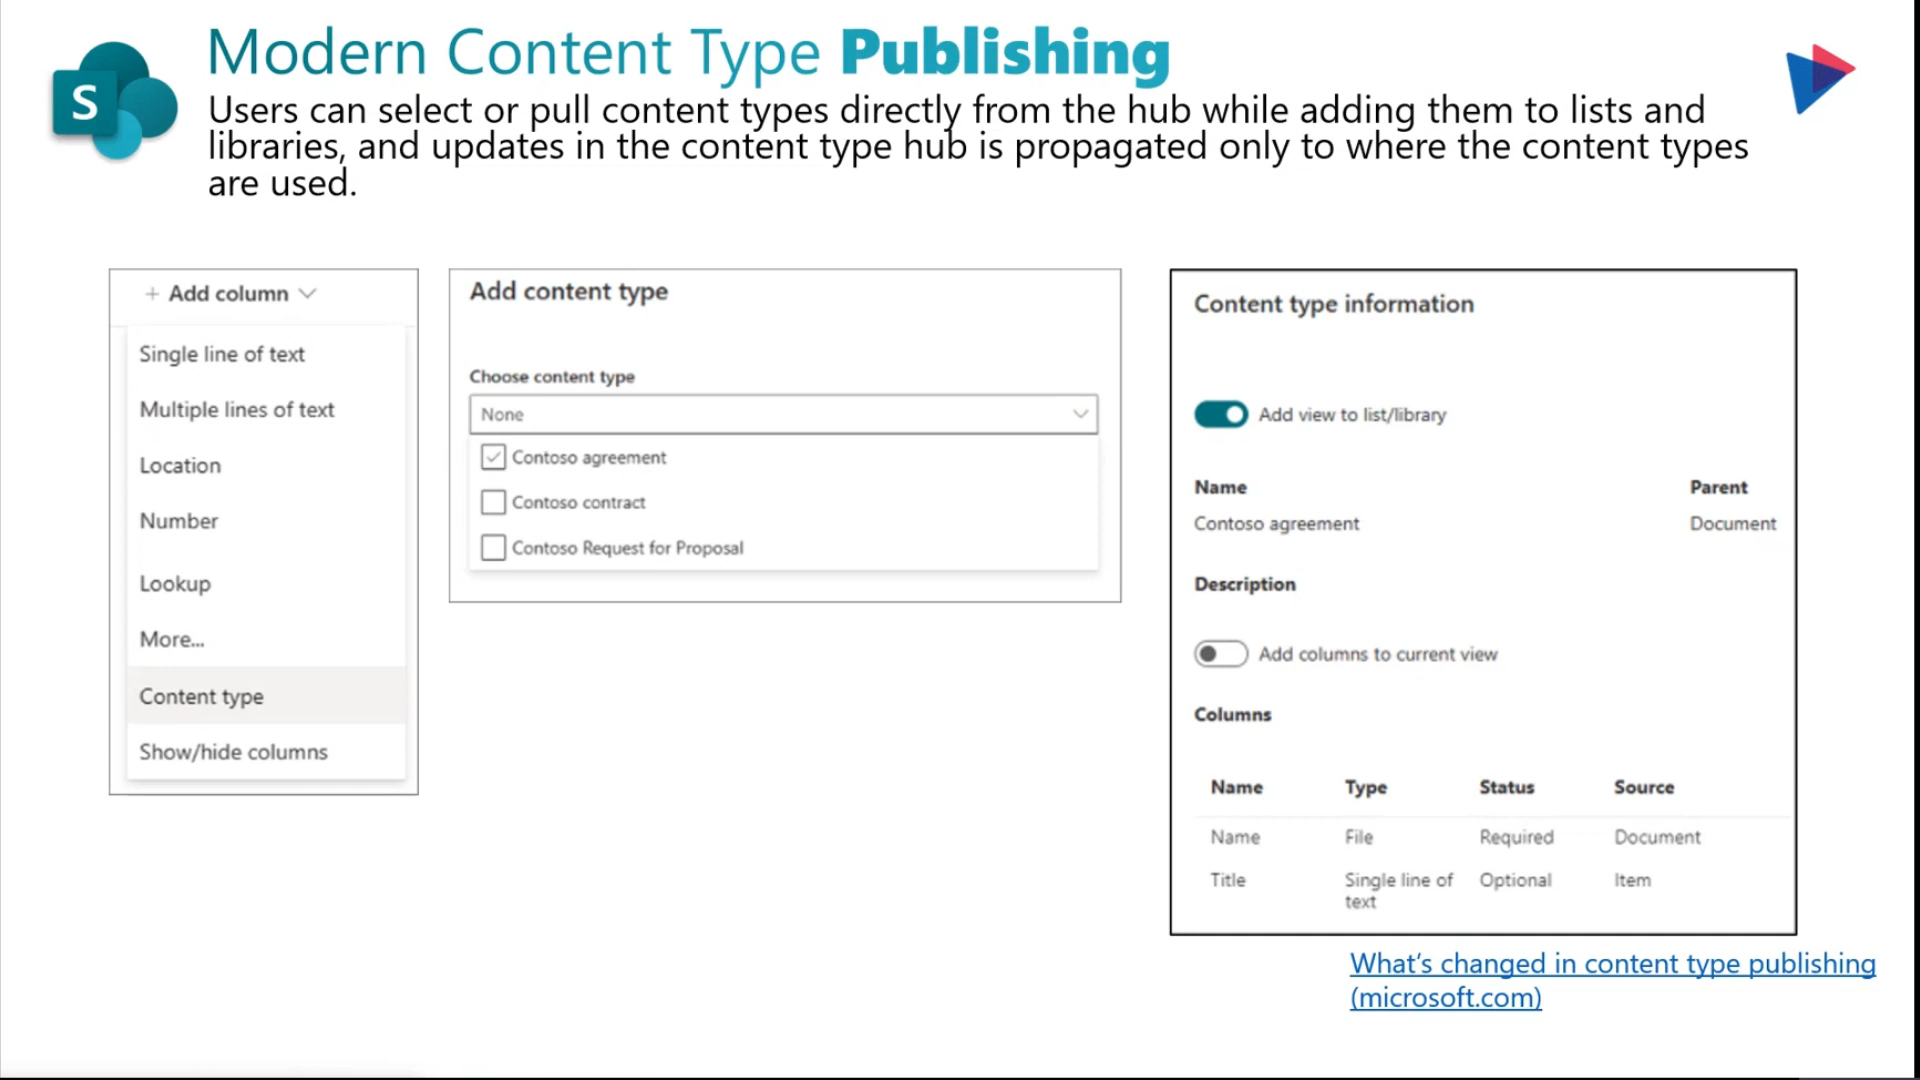 S
Modern Content Type Publishing
Users can select or pull content types directly from the hub while adding them to lists and
libraries, and updates in the content type hub is propagated only to where the content types
are used.
+ Add column
Single line of text
Multiple lines of text
Location
Number
Lookup
More...
Content type
Show/hide columns
Add content type
Choose content type
None
Contoso agreement
Contoso contract
Contoso Request for Proposal
Content type information
Add view to list/library
Name Parent
Contoso agreement Document
Description
Add columns to current view
Columns
Name Type Status Source
Name File Required Document
Title Single line of Optional Item
text
What's changed in content type publishing
(microsoft.com)